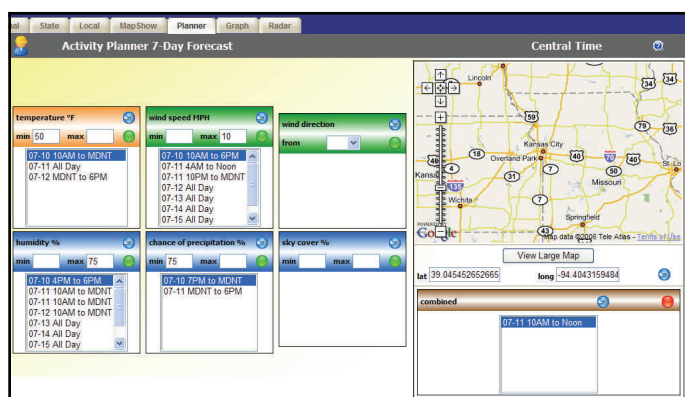 State Local MapShow Planner Graph Radar
Activity Planner 7-Day Forecast
Central Time
temperature °F
min 50 max
07-10 10AM to MDNT
07-11 All Day
07-12 MDNT to 6PM
wind speed MPH
min max 10
07-10 10AM to 6PM
07-11 4AM to Noon
07-11 10PM to MDNT
07-12 All Day
07-13 All Day
07-14 All Day
07-15 All Day
wind direction
from
humidity %
min max 75
07-10 4PM to 6PM
07-11 10AM to MDNT
07-11 10AM to MDNT
07-12 10AM to MDNT
07-13 All Day
07-14 All Day
07-15 All Day
chance of precipitation %
min 75 max
07-10 7PM to MDNT
07-11 MDNT to 6PM
sky cover %
min max
Lincoln
34 34
59
79 36
Kansas City
Overland Park
18 40 70 40
4 50
31 7
Missouri
135
Wichita
7
Springfield
43
POWERED BY
Google
Map data ©2006 Tele Atlas - Terms of Use
View Large Map
lat 39.045452652665 long -94.4043159484
combined
07-11 10AM to Noon